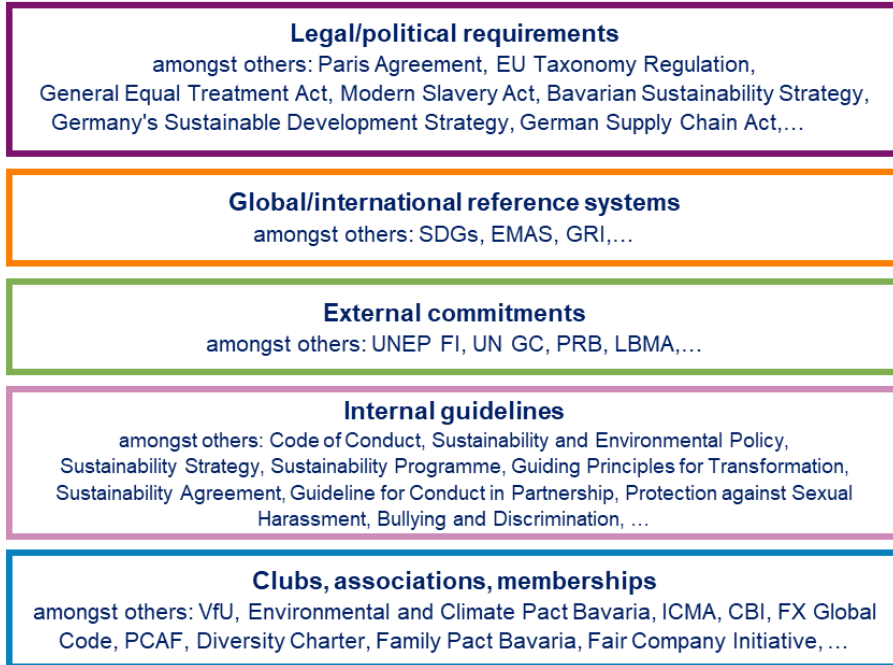 Legal/political requirements
amongst others: Paris Agreement, EU Taxonomy Regulation,
General Equal Treatment Act, Modern Slavery Act, Bavarian Sustainability Strategy,
Germany's Sustainable Development Strategy, German Supply Chain Act,…
Global/international reference systems
amongst others: SDGs, EMAS, GRI,…
External commitments
amongst others: UNEP FI, UN GC, PRB, LBMA,…
Internal guidelines
amongst others: Code of Conduct, Sustainability and Environmental Policy,
Sustainability Strategy, Sustainability Programme, Guiding Principles for Transformation,
Sustainability Agreement, Guideline for Conduct in Partnership, Protection against Sexual
Harassment, Bullying and Discrimination, …
Clubs, associations, memberships
amongst others: VfU, Environmental and Climate Pact Bavaria, ICMA, CBI, FX Global
Code, PCAF, Diversity Charter, Family Pact Bavaria, Fair Company Initiative, …